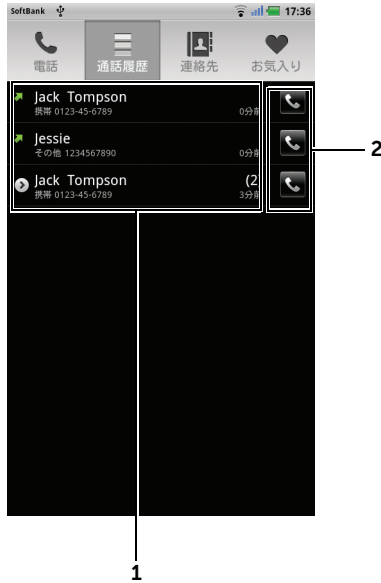 SoftBank 17:36
電話 通話履歴 連絡先 お気入り
Jack Tompson
携帯 0123-45-6789 0分前
Jessie
その他 1234567890 0分前
Jack Tompson (2
携帯 0123-45-6789 3分前
2
1